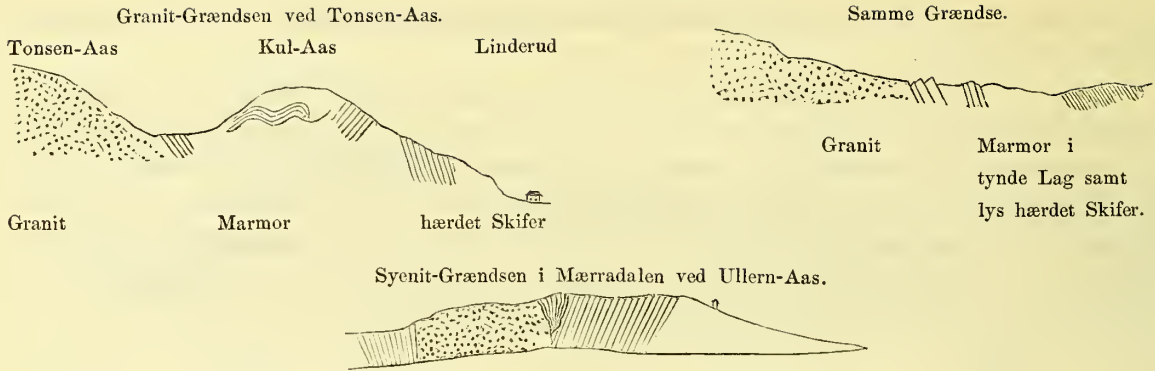 Granit-Grændsen ved Tonsen-Aas.
Tonsen-Aas Kul-Aas Linderud
Granit Marmor hærdet Skifer
Samme Grændse.
Granit Marmor i
tynde Lag samt
lys hærdet Skifer.
Syenit-Grændsen i Mærradalen ved Ullern-Aas.